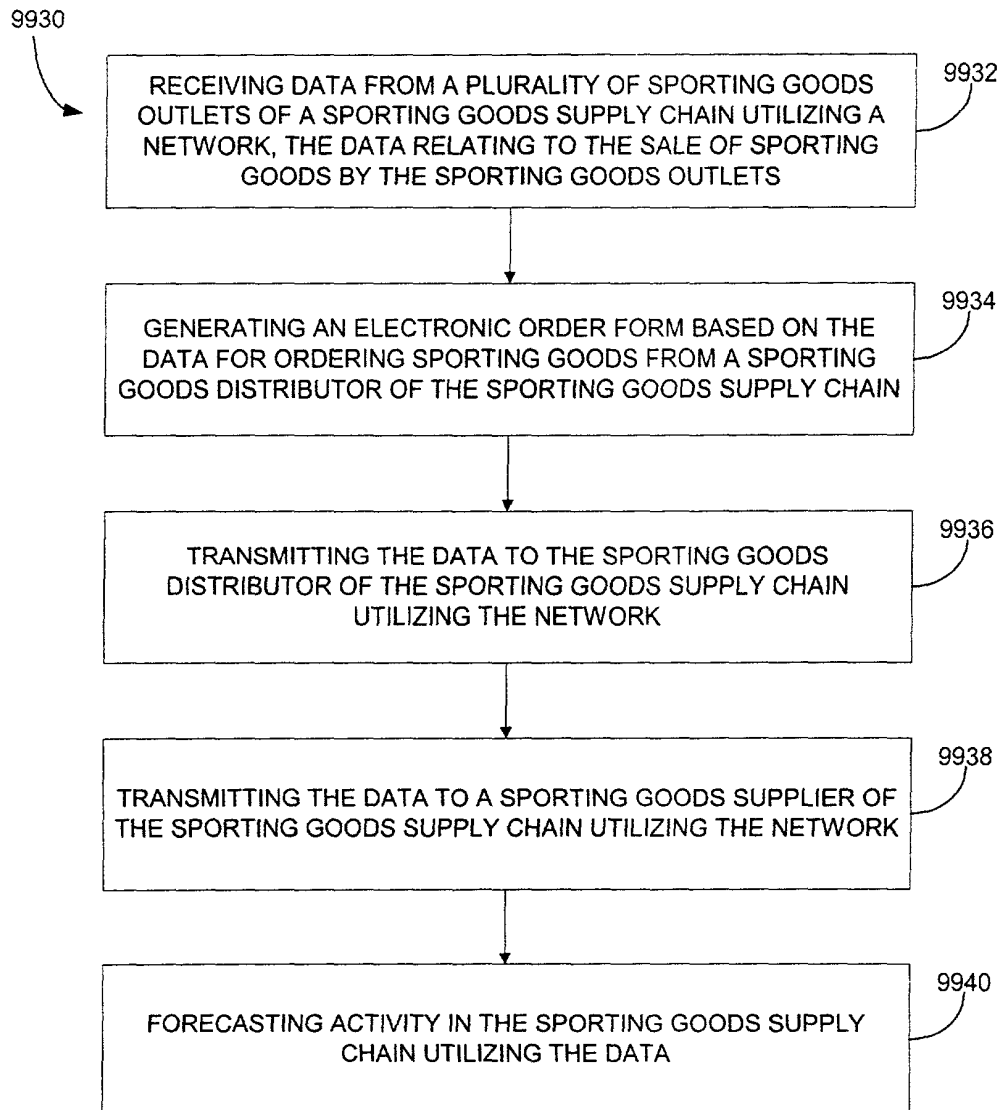 9930
RECEIVING DATA FROM A PLURALITY OF SPORTING GOODS
OUTLETS OF A SPORTING GOODS SUPPLY CHAIN UTILIZING A
NETWORK, THE DATA RELATING TO THE SALE OF SPORTING
GOODS BY THE SPORTING GOODS OUTLETS
9932
GENERATING AN ELECTRONIC ORDER FORM BASED ON THE
DATA FOR ORDERING SPORTING GOODS FROM A SPORTING
GOODS DISTRIBUTOR OF THE SPORTING GOODS SUPPLY CHAIN
9934
TRANSMITTING THE DATA TO THE SPORTING GOODS
DISTRIBUTOR OF THE SPORTING GOODS SUPPLY CHAIN
UTILIZING THE NETWORK
9936
TRANSMITTING THE DATA TO A SPORTING GOODS SUPPLIER OF
THE SPORTING GOODS SUPPLY CHAIN UTILIZING THE NETWORK
9938
FORECASTING ACTIVITY IN THE SPORTING GOODS SUPPLY
CHAIN UTILIZING THE DATA
9940